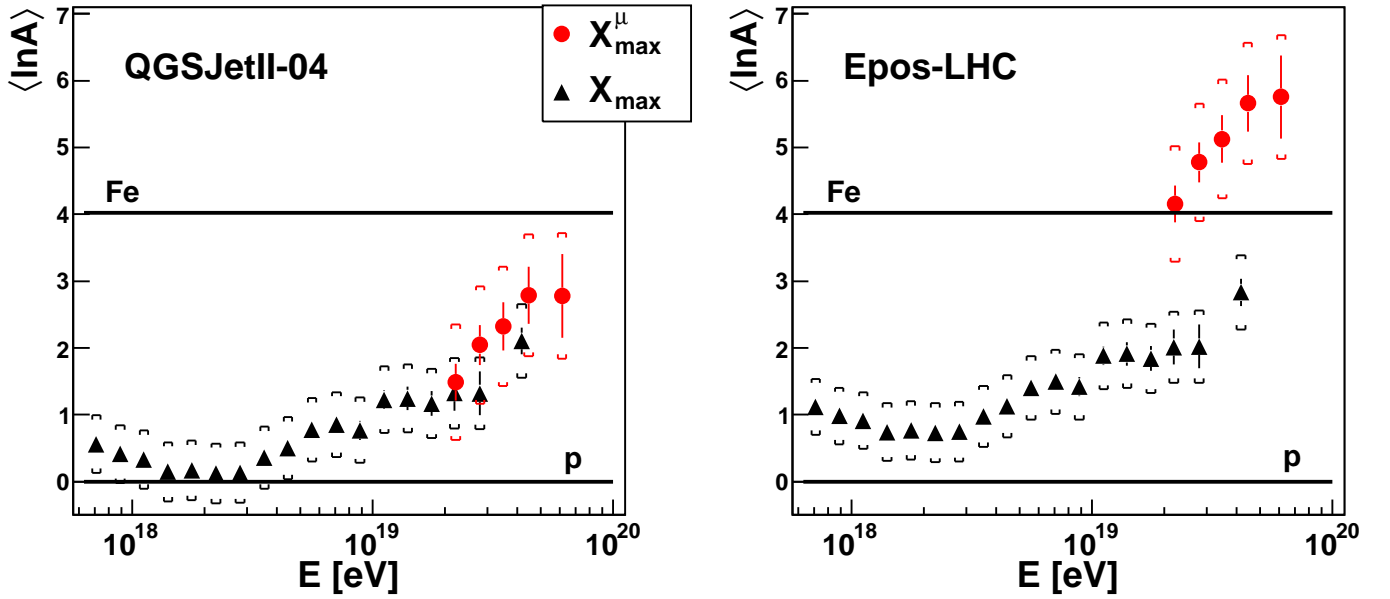 ⟨lnA⟩
7
6
5
4
3
2
1
0
QGSJetII-04
X^μ_max
X_max
Fe
p
10^18
10^19
10^20
E [eV]
⟨lnA⟩
7
6
5
4
3
2
1
0
Epos-LHC
Fe
p
10^18
10^19
10^20
E [eV]